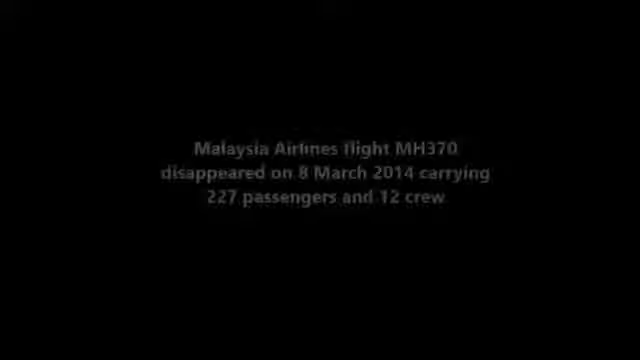 Malaysia Airlines flight MH370
disappeared on 8 March 2014 carrying
227 passengers and 12 crew